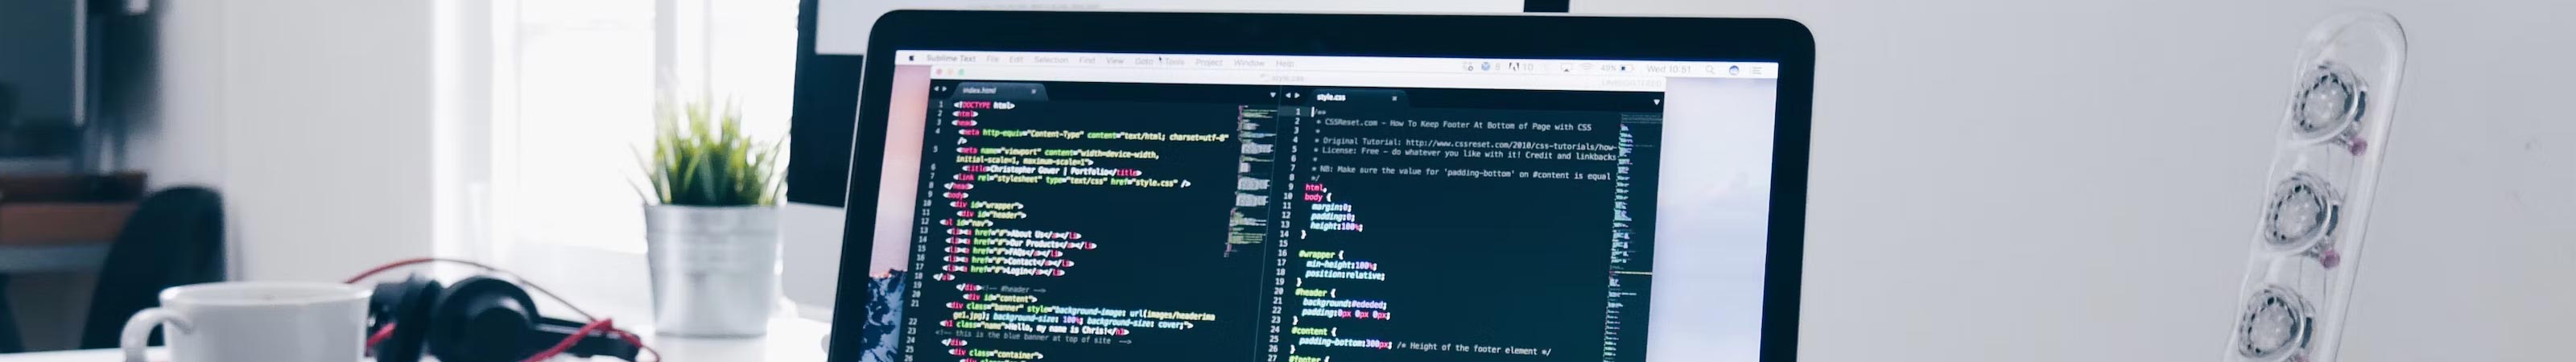 Sublime Text File Edit Selection Find View Goto Tools Project Window Help
49% Wed 10:51
style.css
index.html
1 <!DOCTYPE html>
2 <html>
3 <head>
4 <meta http-equiv="Content-Type" content="text/html; charset=utf-8"
/>
5 <meta name="viewport" content="width=device-width,
initial-scale=1, maximum-scale=1">
6 <title>Christopher Gower | Portfolio</title>
7 <link rel="stylesheet" type="text/css" href="style.css" />
8 </head>
9 <body>
10 <div id="wrapper">
11 <div id="header">
12 <ul id="nav">
13 <li><a href="#">About Us</a></li>
14 <li><a href="#">Our Products</a></li>
15 <li><a href="#">FAQs</a></li>
16 <li><a href="#">Contact</a></li>
17 <li><a href="#">Login</a></li>
18 </ul>
19 </div><!-- #header -->
20 <div id="content">
21 <div class="banner" style="background-image: url(images/headerima
ge1.jpg); background-size: 100%; background-size: cover;">
22 <h1 class="name">Hello, my name is Chris!</h1>
23 <!-- this is the blue banner at top of site -->
24 </div>
25 <div class="container">
26
style.css
1 /**
2 * CSSReset.com - How To Keep Footer At Bottom of Page with CSS
3 *
4 * Original Tutorial: http://www.cssreset.com/2010/css-tutorials/how-
5 * License: Free - do whatever you like with it! Credit and linkbacks
6 *
7 * NB: Make sure the value for 'padding-bottom' on #content is equal
8 */
9 html,
10 body {
11 margin:0;
12 padding:0;
13 height:100%;
14 }
15
16 #wrapper {
17 min-height:100%;
18 position:relative;
19 }
20 #header {
21 background:#ededed;
22 padding:0px 0px 0px;
23 }
24 #content {
25 padding-bottom:300px; /* Height of the footer element */
26 }
27 #footer {